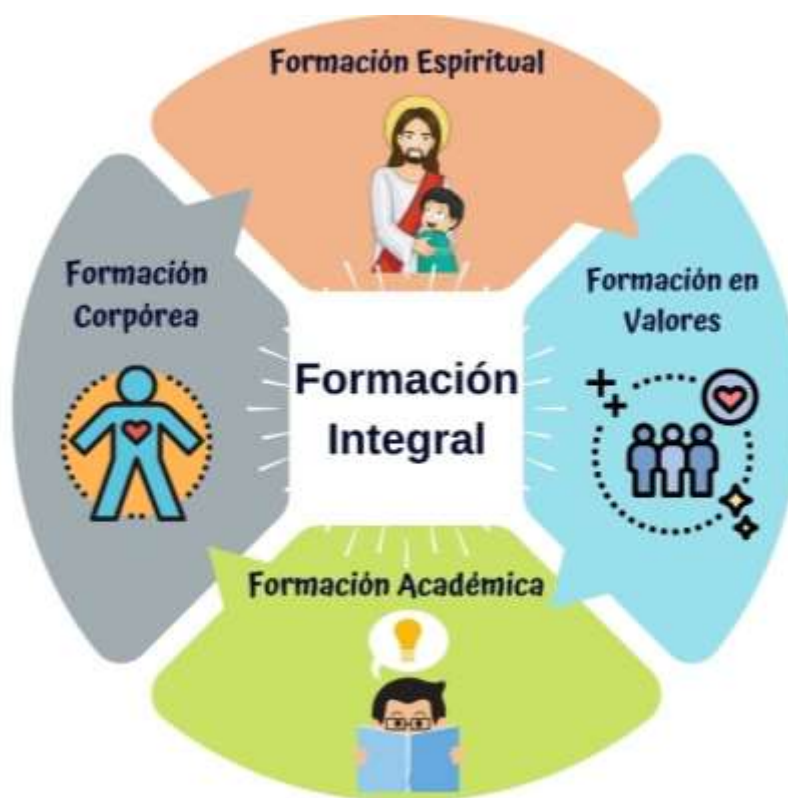 Formación Espiritual
Formación
Corpórea
Formación en
Valores
Formación
Integral
Formación Académica